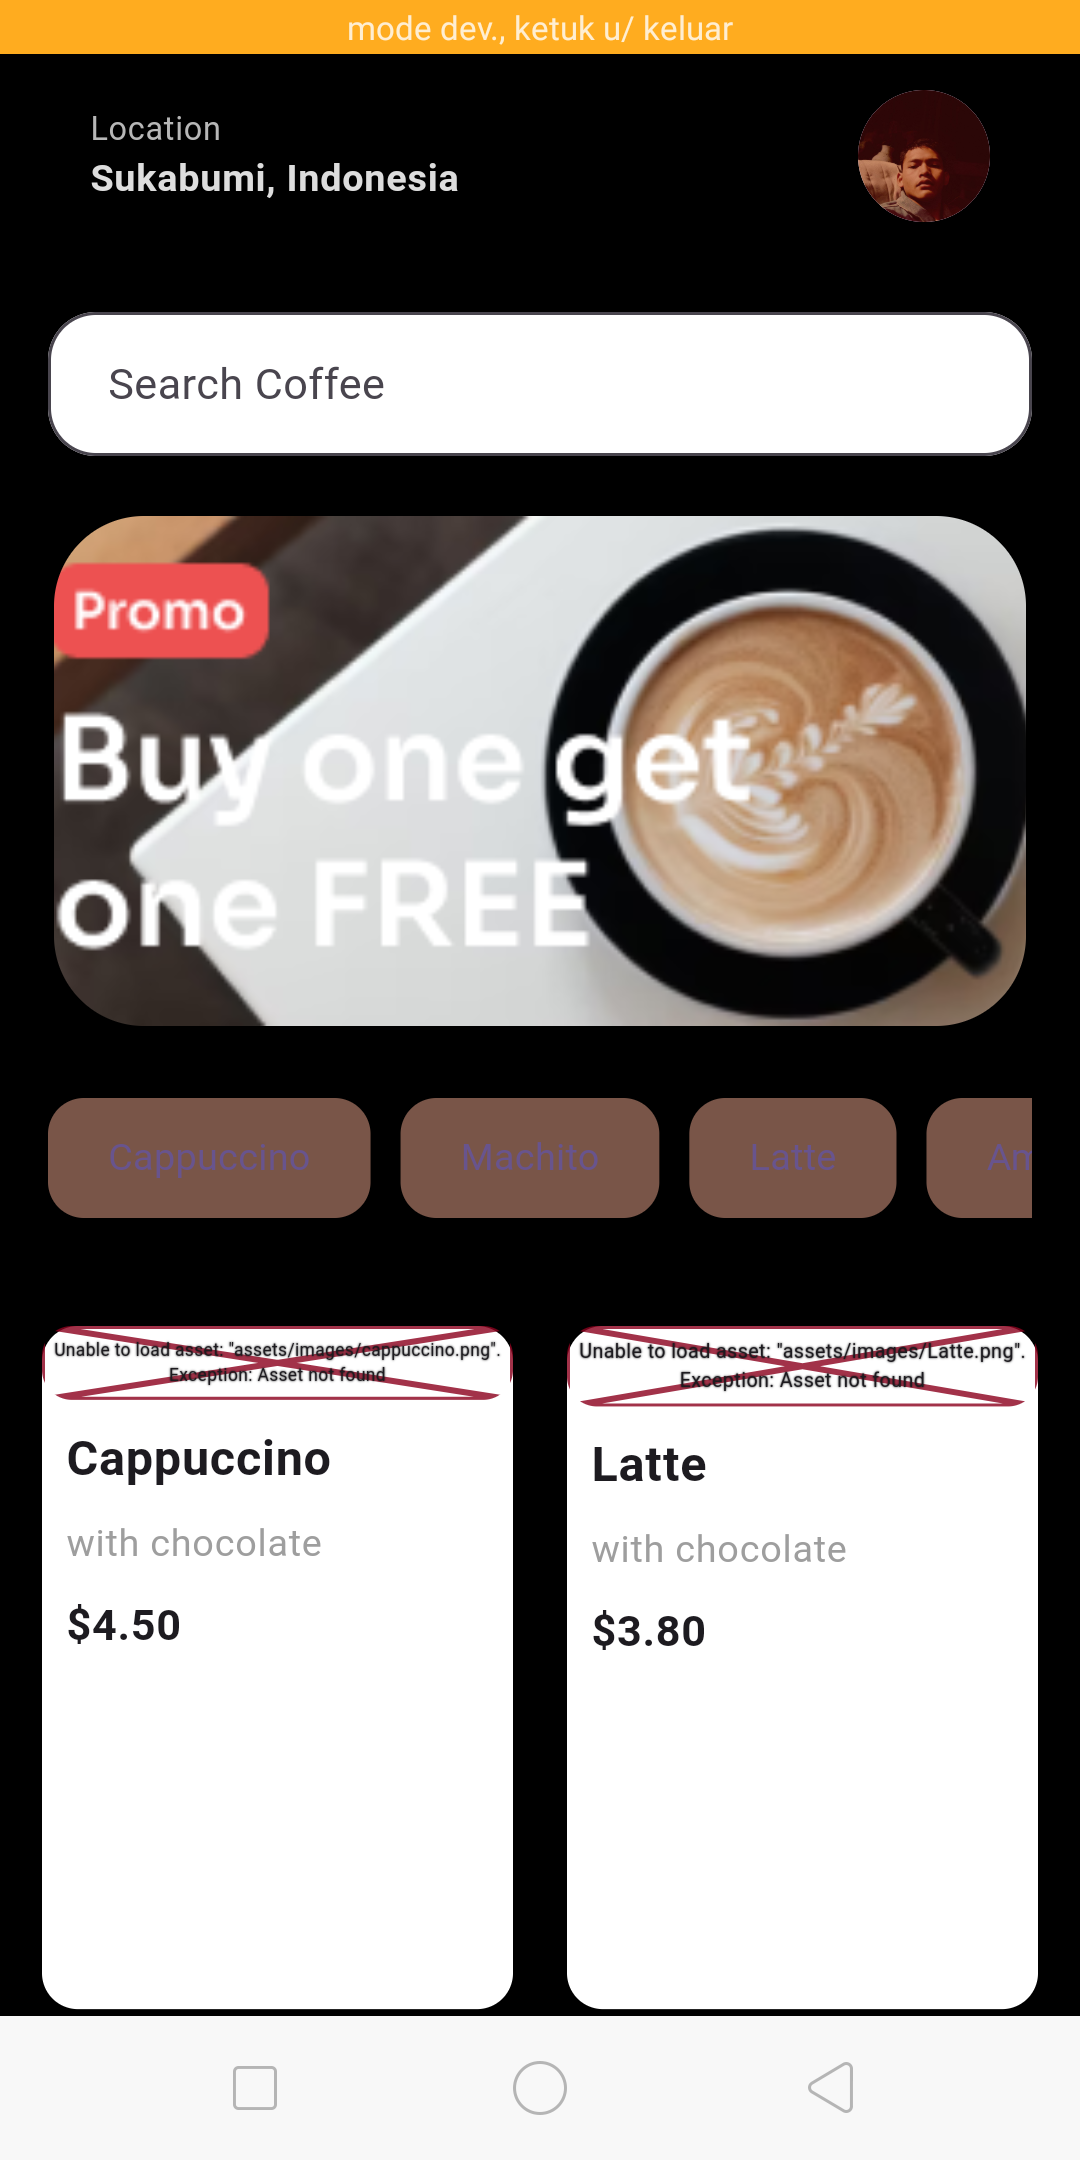 mode dev., ketuk u/ keluar
Location
Sukabumi, Indonesia
Search Coffee
Promo
Buy one get
one FREE
Cappuccino
Machito
Latte
Am
Unable to load asset: "assets/images/cappuccino.png".
Exception: Asset not found
Unable to load asset: "assets/images/Latte.png".
Exception: Asset not found
Cappuccino
Latte
with chocolate
with chocolate
$4.50
$3.80